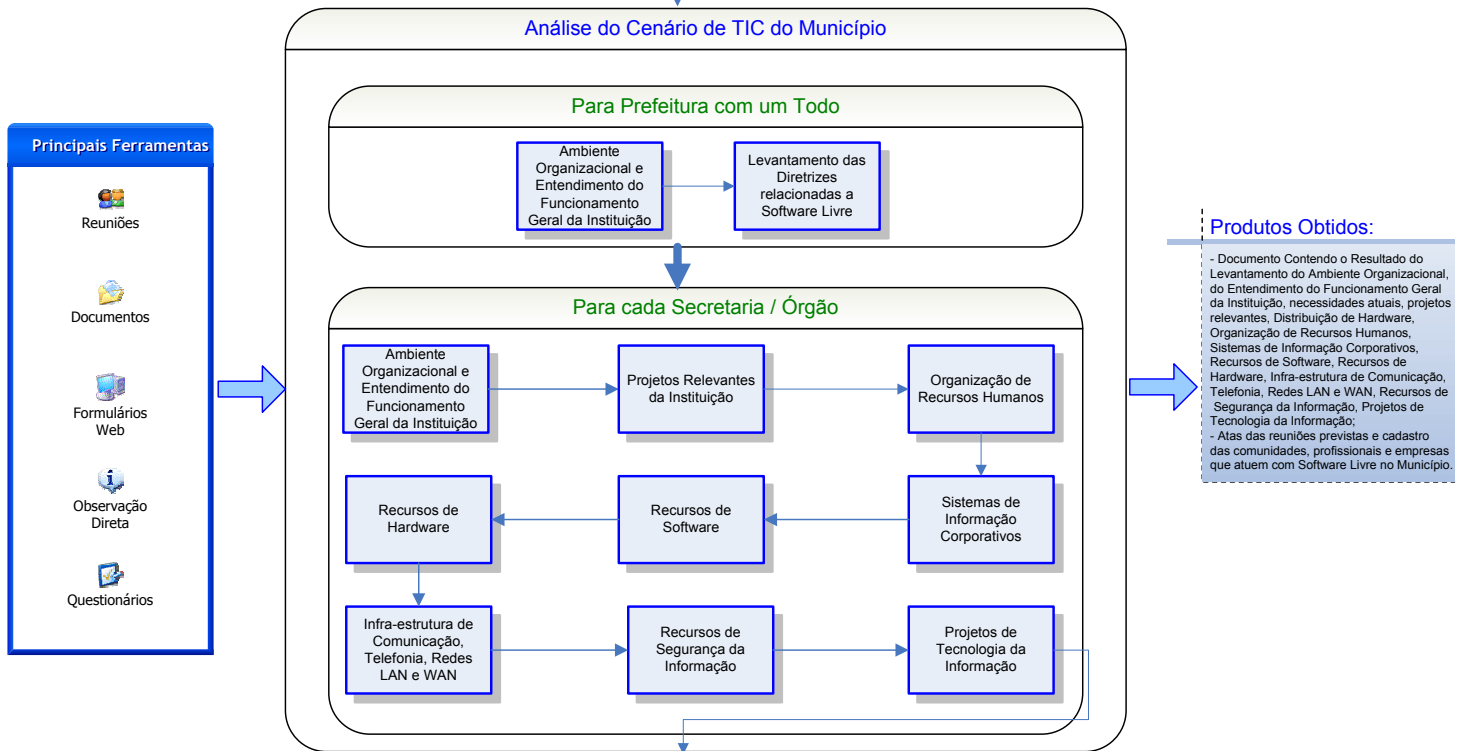 Análise do Cenário de TIC do Município
Principais Ferramentas
Reuniões
Documentos
Formulários
Web
Observação
Direta
Questionários
Para Prefeitura com um Todo
Ambiente
Organizacional e
Entendimento do
Funcionamento
Geral da Instituição
Levantamento das
Diretrizes
relacionadas a
Software Livre
Para cada Secretaria / Órgão
Ambiente
Organizacional e
Entendimento do
Funcionamento
Geral da Instituição
Projetos Relevantes
da Instituição
Organização de
Recursos Humanos
Recursos de
Hardware
Recursos de
Software
Sistemas de
Informação
Corporativos
Infra-estrutura de
Comunicação,
Telefonia, Redes
LAN e WAN
Recursos de
Segurança da
Informação
Projetos de
Tecnologia da
Informação
Produtos Obtidos:
- Documento Contendo o Resultado do
Levantamento do Ambiente Organizacional,
do Entendimento do Funcionamento Geral
da Instituição, necessidades atuais, projetos
relevantes, Distribuição de Hardware,
Organização de Recursos Humanos,
Sistemas de Informação Corporativos,
Recursos de Software, Recursos de
Hardware, Infra-estrutura de Comunicação,
Telefonia, Redes LAN e WAN, Recursos de
Segurança da Informação, Projetos de
Tecnologia da Informação;
- Atas das reuniões previstas e cadastro
das comunidades, profissionais e empresas
que atuem com Software Livre no Município.